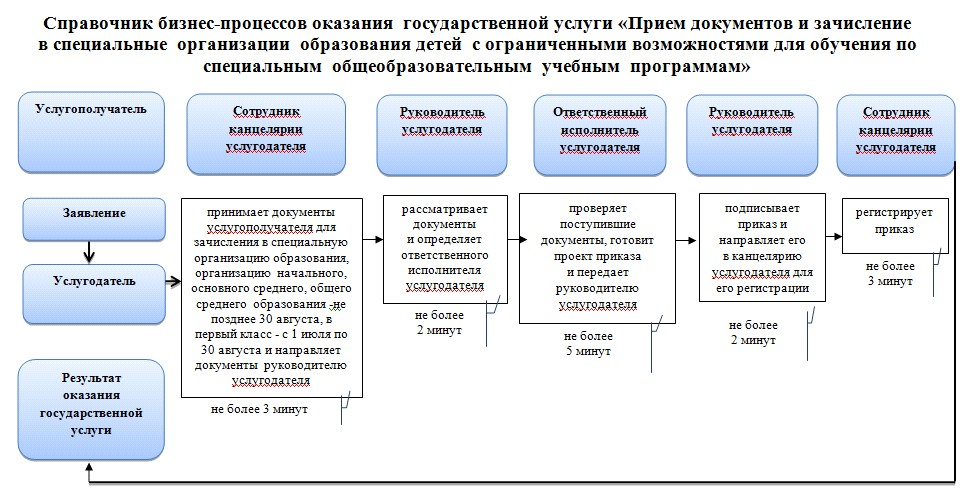 Справочник бизнес-процессов оказания государственной услуги «Прием документов и зачисление
в специальные организации образования детей с ограниченными возможностями для обучения по
специальным общеобразовательным учебным программам»
Услугополучатель
Сотрудник
канцелярии
услугодателя
Руководитель
услугодателя
Ответственный
исполнитель
услугодателя
Руководитель
услугодателя
Сотрудник
канцелярии
услугодателя
Заявление
Услугодатель
Результат
оказания
государственной
услуги
принимает документы
услугополучателя для
зачисления в специальную
организацию образования,
организацию начального,
основного среднего, общего
среднего образования -не
позднее 30 августа, в
первый класс - с 1 июля по
30 августа и направляет
документы руководителю
услугодателя
не более 3 минут
рассматривает
документы
и определяет
ответственного
исполнителя
услугодателя
не более
2 минут
проверяет
поступившие
документы, готовит
проект приказа
и передает
руководителю
услугодателя
не более
5 минут
подписывает
приказ и
направляет его
в канцелярию
услугодателя для
его регистрации
не более
2 минут
регистрирует
приказ
не более
3 минут